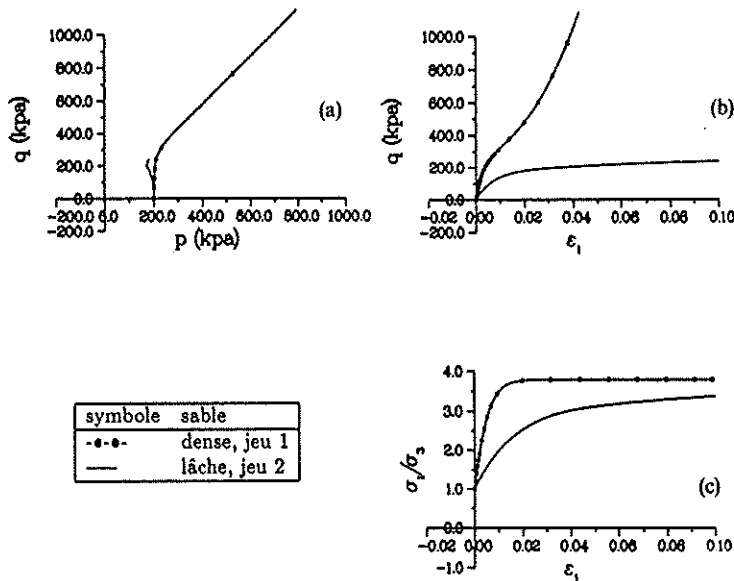 1000.0
800.0
600.0
400.0
200.0
0.0
-200.0 0.0 200.0 400.0 600.0 800.0 1000.0
-200.0
q (kpa)
p (kpa)
(a)
1000.0
800.0
600.0
400.0
200.0
0.0
-0.02 0.00 0.02 0.04 0.06 0.08 0.10
-200.0
q (kpa)
ε₁
(b)
symbole sable
dense, jeu 1
lâche, jeu 2
4.0
3.0
2.0
1.0
0.0
-0.02 0.00 0.02 0.04 0.06 0.08 0.10
-1.0
σ₁/σ₃
ε₁
(c)